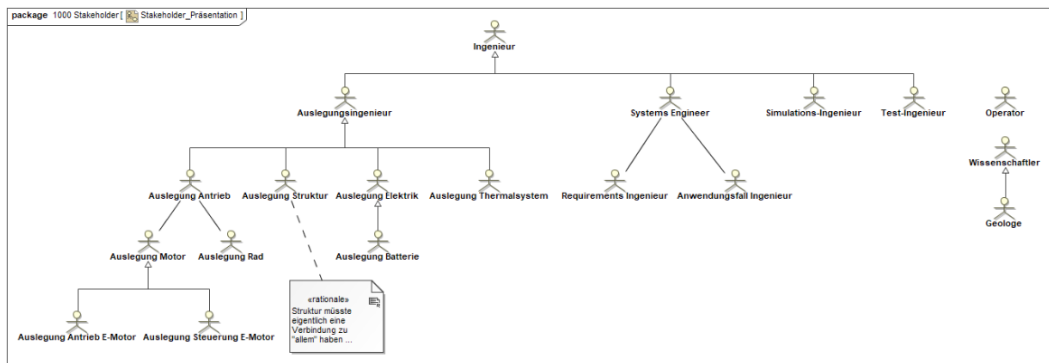 package 1000 Stakeholder [ Stakeholder_Präsentation ]
Ingenieur
Auslegungsingenieur
Systems Engineer
Simulations-Ingenieur
Test-Ingenieur
Operator
Wissenschaftler
Auslegung Antrieb
Auslegung Struktur
Auslegung Elektrik
Auslegung Thermalsystem
Requirements Ingenieur
Anwendungsfall Ingenieur
Geologe
Auslegung Motor
Auslegung Rad
Auslegung Batterie
«rationale»
Struktur müsste
eigentlich eine
Verbindung zu
"allem" haben ...
Auslegung Antrieb E-Motor
Auslegung Steuerung E-Motor